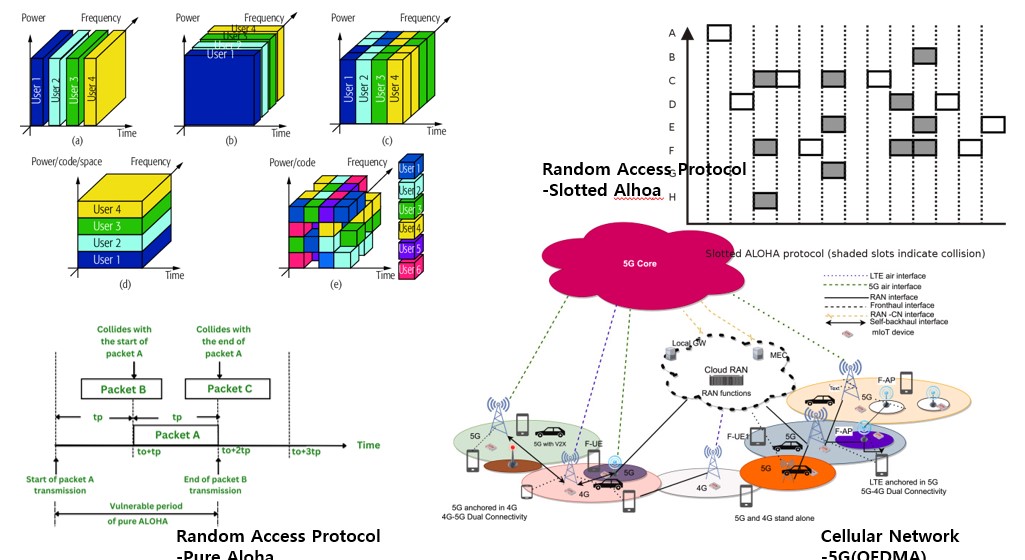 Power
Frequency
User 1
User 2
User 3
User 4
Time
(a)
Power
Frequency
User 4
User 1
Time
(b)
Power
Frequency
User 1
User 2
User 3
User 4
Time
(c)
Power/code/space
Frequency
User 4
User 3
User 2
User 1
Time
(d)
Power/code
Frequency
Time
(e)
User 1
User 2
User 3
User 4
User 5
User 6
A
B
C
D
E
F
G
H
Random Access Protocol
-Slotted Alhoa
Slotted ALOHA protocol (shaded slots indicate collision)
5G Core
LTE air interface
5G air interface
RAN interface
Fronthaul interface
RAN -CN interface
Self-backhaul interface
mIoT device
Local GW
MEC
Cloud RAN
RAN functions
5G
5G with V2X
5G
F-UE
5G
4G
4G
F-UE1
5G
5G
F-AP
5G
F-AP
Text
5G anchored in 4G
4G-5G Dual Connectivity
5G and 4G stand alone
LTE anchored in 5G
5G-4G Dual Connectivity
Collides with
the start of
packet A
Collides with
the end of
packet A
Packet B
Packet C
tp
tp
Packet A
Time
to+tp
to+2tp
to+3tp
Start of packet A
transmission
End of packet B
transmission
Vulnerable period
of pure ALOHA
Random Access Protocol
-Pure Aloha
Cellular Network
-5G(OFDMA)